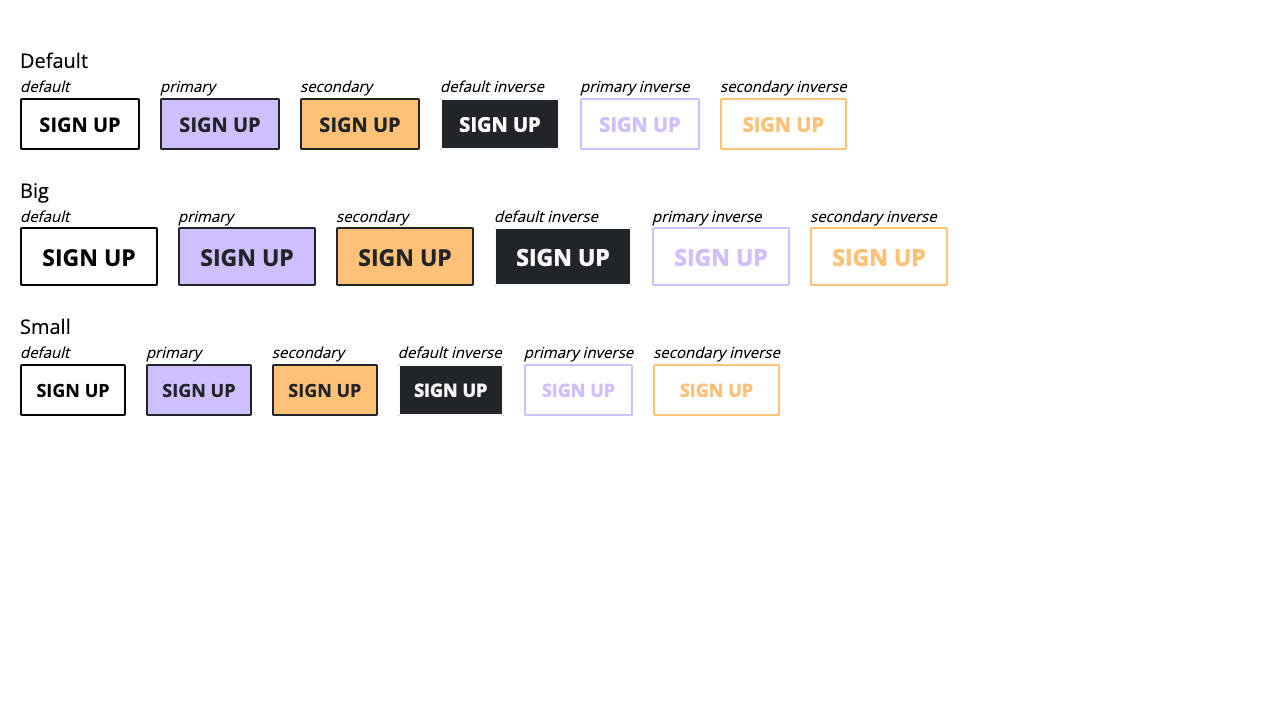 Default
default primary secondary default inverse primary inverse secondary inverse
SIGN UP SIGN UP SIGN UP SIGN UP SIGN UP SIGN UP
Big
default primary secondary default inverse primary inverse secondary inverse
SIGN UP SIGN UP SIGN UP SIGN UP SIGN UP SIGN UP
Small
default primary secondary default inverse primary inverse secondary inverse
SIGN UP SIGN UP SIGN UP SIGN UP SIGN UP SIGN UP